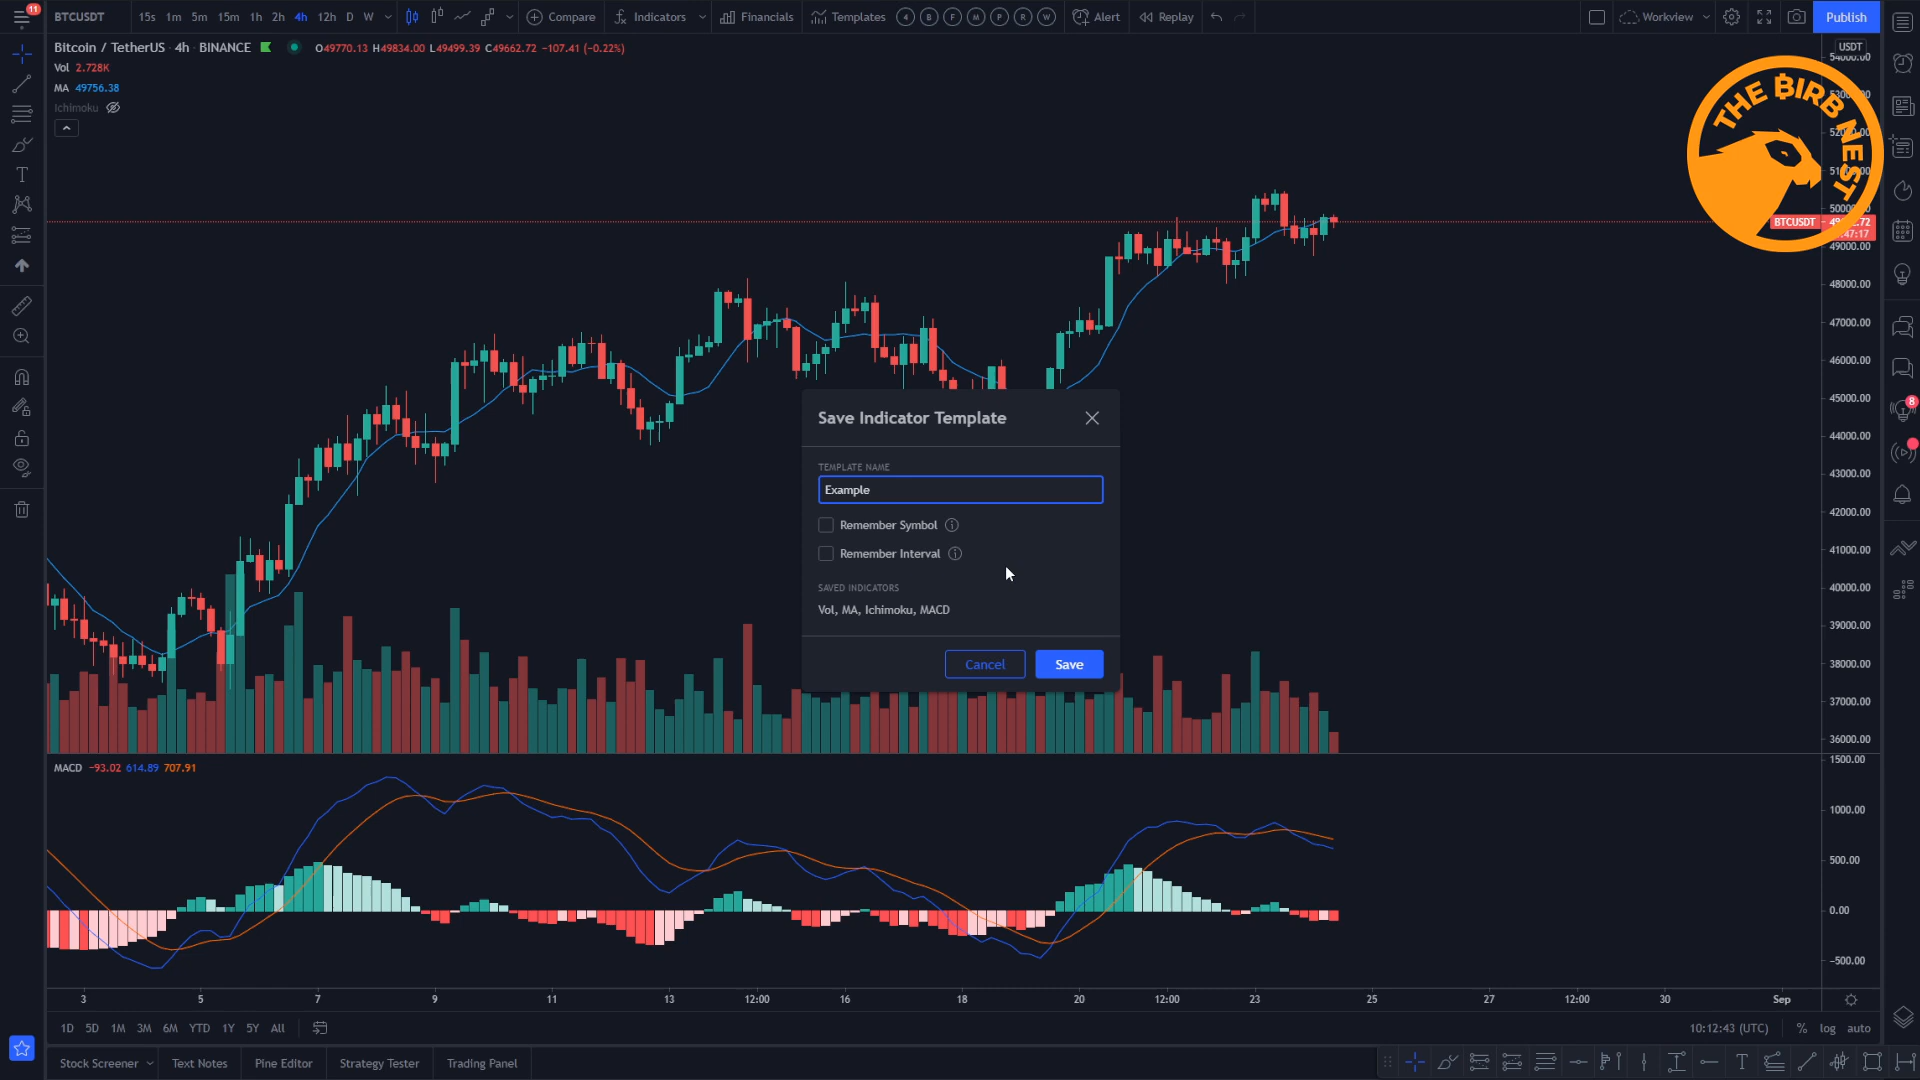 11
BTCUSDT 15s 1m 5m 15m 1h 2h 4h 12h D W Compare Indicators Financials Templates 4 B F M P R W Alert Replay Workview Publish
Bitcoin / TetherUS · 4h · BINANCE O49770.13 H49834.00 L49499.39 C49662.72 −107.41 (−0.22%)
Vol 2.728K
MA 49756.38
Ichimoku
USDT
THE BIRB NEST
BTCUSDT
49000.00
48000.00
47000.00
46000.00
45000.00
44000.00
43000.00
42000.00
41000.00
40000.00
39000.00
38000.00
37000.00
36000.00
8
Save Indicator Template
TEMPLATE NAME
Example
Remember Symbol
Remember Interval
SAVED INDICATORS
Vol, MA, Ichimoku, MACD
Cancel Save
MACD −93.02 614.89 707.91
1500.00
1000.00
500.00
0.00
−500.00
3 5 7 9 11 13 12:00 16 18 20 12:00 23 25 27 12:00 30 Sep
1D 5D 1M 3M 6M YTD 1Y 5Y All 10:12:43 (UTC) % log auto
Stock Screener Text Notes Pine Editor Strategy Tester Trading Panel